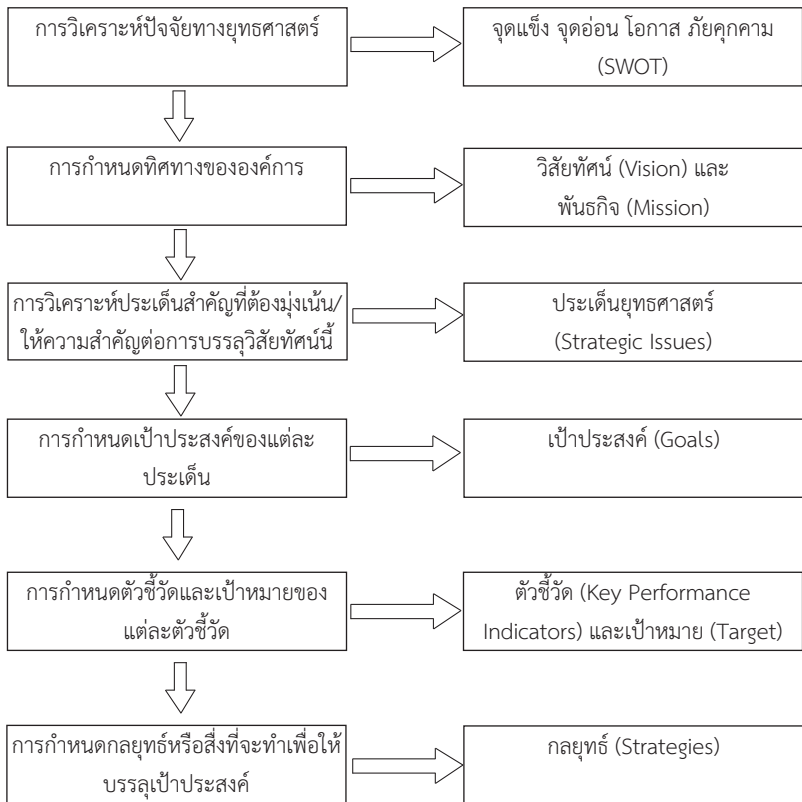 การวิเคราะห์ปัจจัยทางยุทธศาสตร์
จุดแข็ง จุดอ่อน โอกาส ภัยคุกคาม
(SWOT)
การกำหนดทิศทางขององค์การ
วิสัยทัศน์ (Vision) และ
พันธกิจ (Mission)
การวิเคราะห์ประเด็นสำคัญที่ต้องมุ่งเน้น/
ให้ความสำคัญต่อการบรรลุวิสัยทัศน์นี้
ประเด็นยุทธศาสตร์
(Strategic Issues)
การกำหนดเป้าประสงค์ของแต่ละ
ประเด็น
เป้าประสงค์ (Goals)
การกำหนดตัวชี้วัดและเป้าหมายของ
แต่ละตัวชี้วัด
ตัวชี้วัด (Key Performance
Indicators) และเป้าหมาย (Target)
การกำหนดกลยุทธ์หรือสิ่งที่จะทำเพื่อให้
บรรลุเป้าประสงค์
กลยุทธ์ (Strategies)